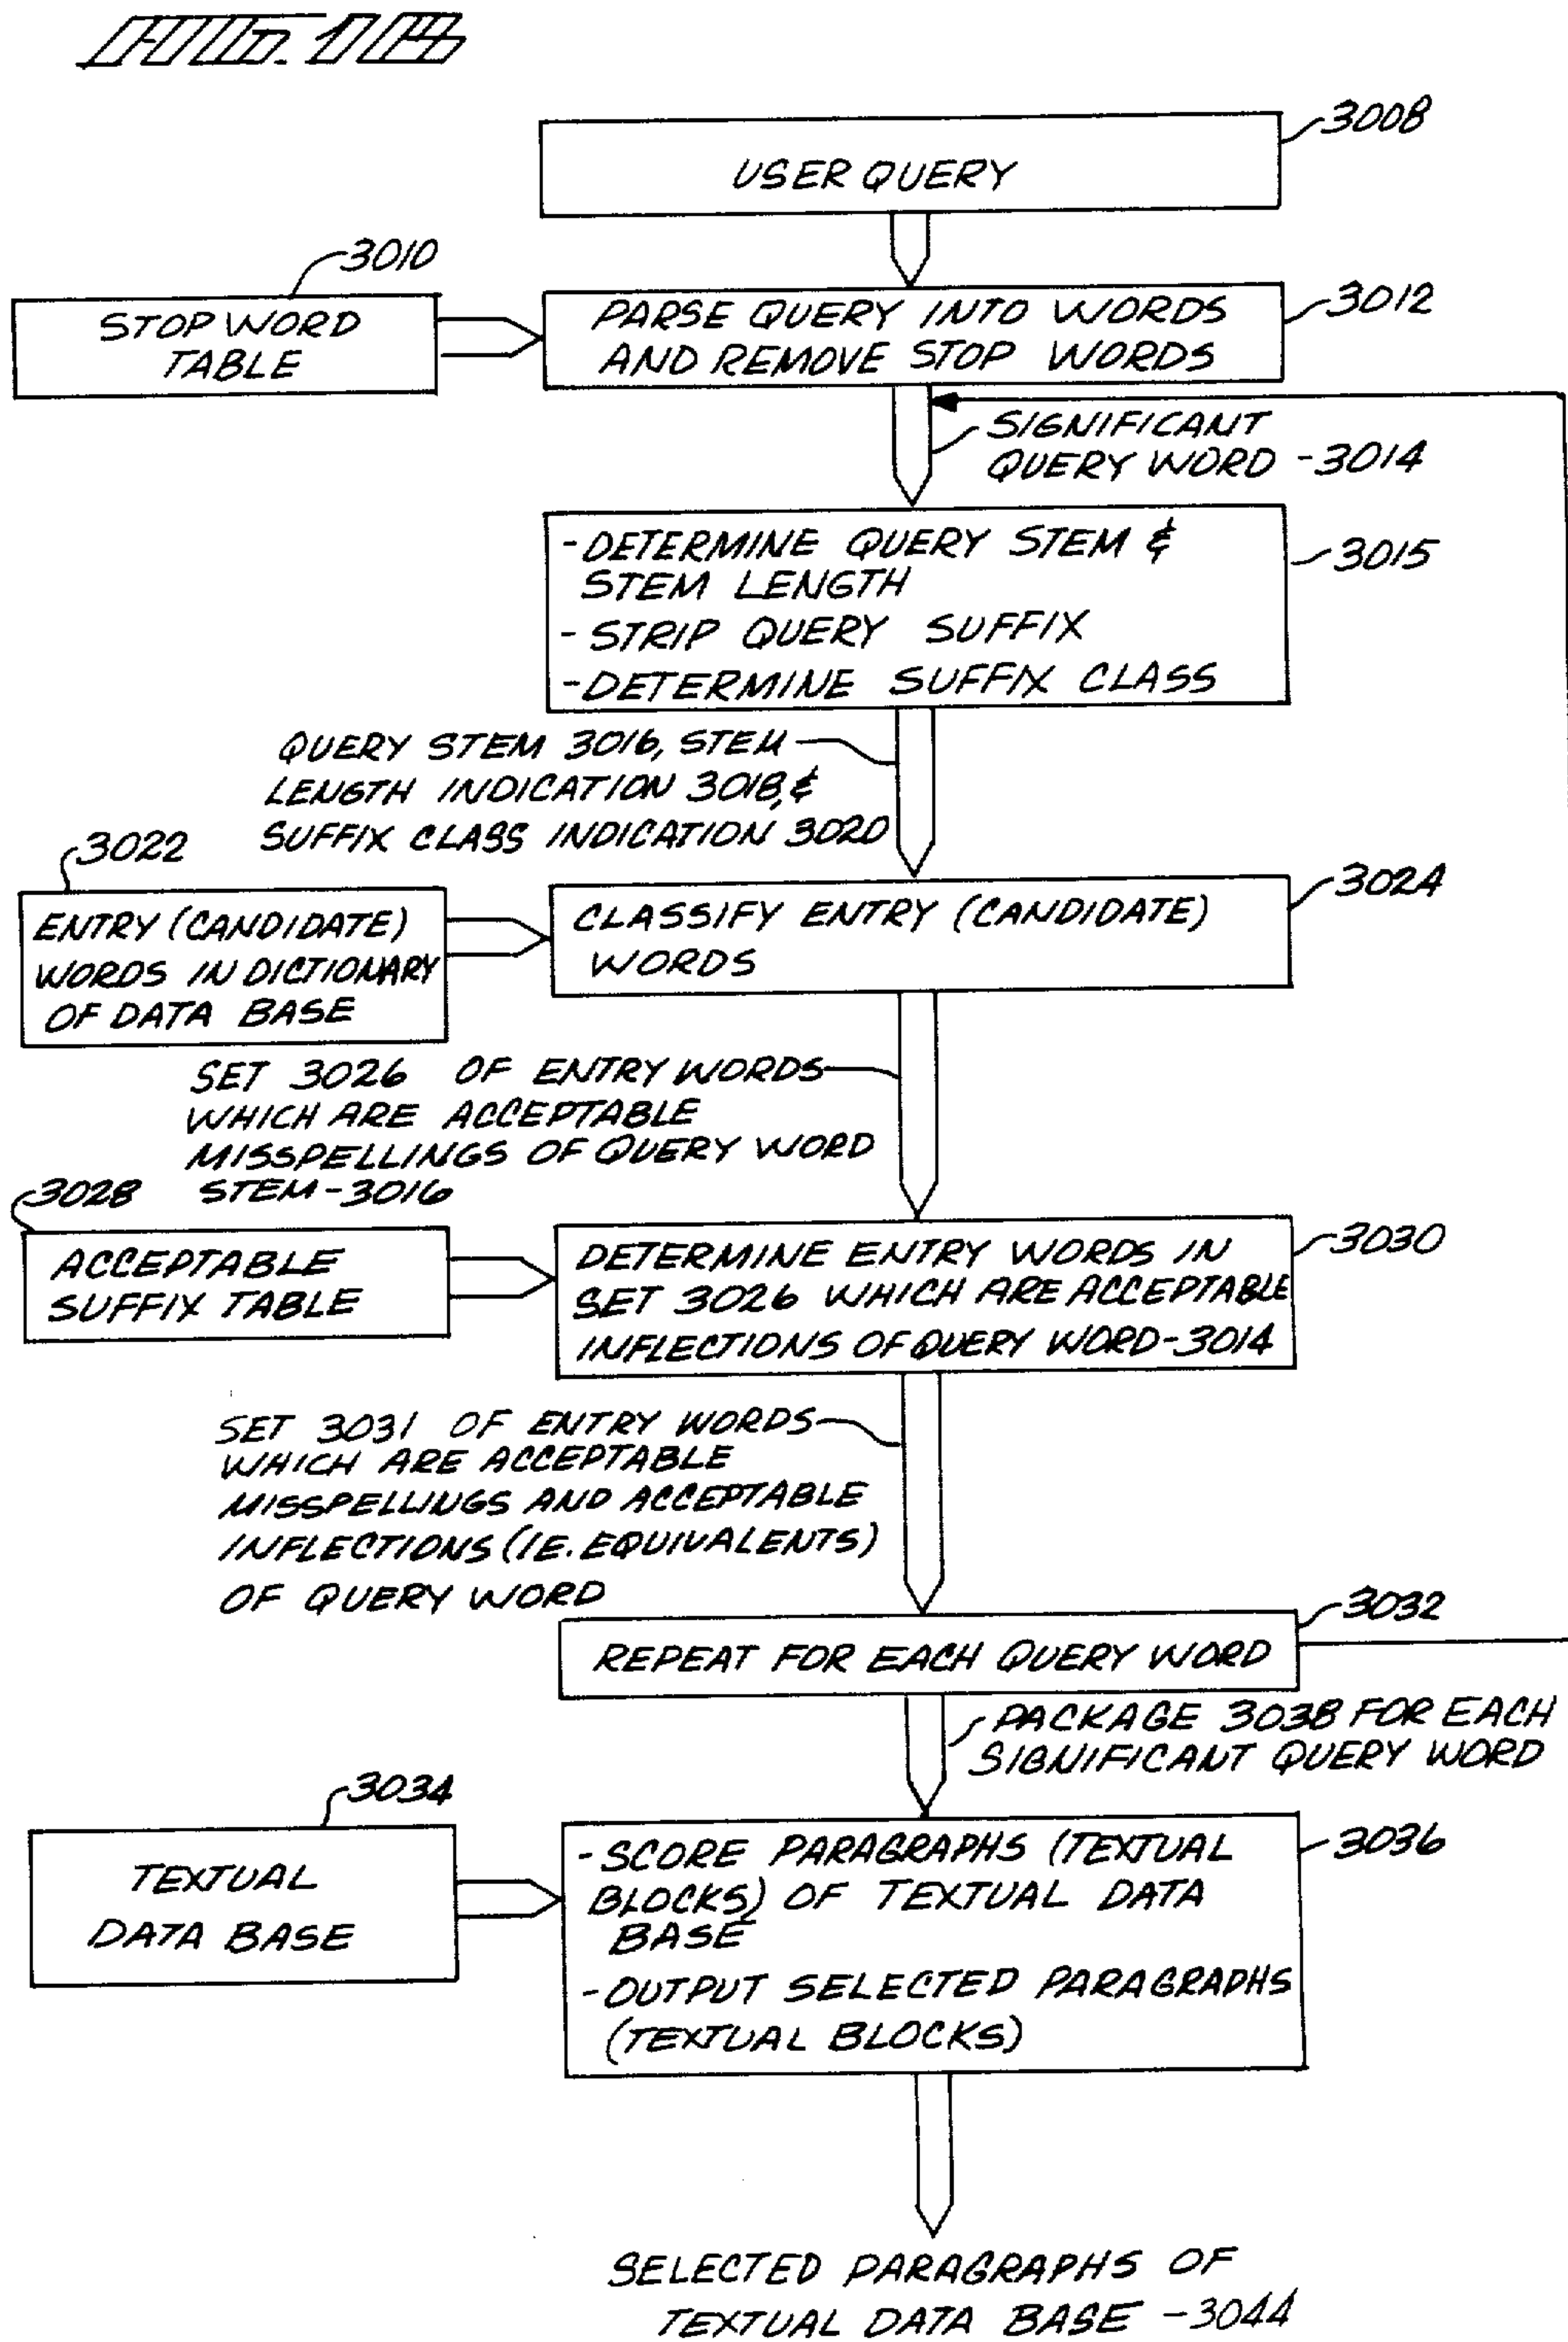 FIG. 1B
3008
USER QUERY
3010
STOP WORD
TABLE
PARSE QUERY INTO WORDS
AND REMOVE STOP WORDS
3012
SIGNIFICANT
QUERY WORD -3014
-DETERMINE QUERY STEM &
STEM LENGTH
-STRIP QUERY SUFFIX
-DETERMINE SUFFIX CLASS
3015
QUERY STEM 3016, STEM
LENGTH INDICATION 3018,&
SUFFIX CLASS INDICATION 3020
3022
ENTRY (CANDIDATE)
WORDS IN DICTIONARY
OF DATA BASE
CLASSIFY ENTRY (CANDIDATE)
WORDS
3024
SET 3026 OF ENTRY WORDS
WHICH ARE ACCEPTABLE
MISSPELLINGS OF QUERY WORD
STEM-3016
3028
ACCEPTABLE
SUFFIX TABLE
DETERMINE ENTRY WORDS IN
SET 3026 WHICH ARE ACCEPTABLE
INFLECTIONS OF QUERY WORD-3014
3030
SET 3031 OF ENTRY WORDS
WHICH ARE ACCEPTABLE
MISSPELLINGS AND ACCEPTABLE
INFLECTIONS (IE. EQUIVALENTS)
OF QUERY WORD
REPEAT FOR EACH QUERY WORD
3032
PACKAGE 3038 FOR EACH
SIGNIFICANT QUERY WORD
3034
TEXTUAL
DATA BASE
-SCORE PARAGRAPHS (TEXTUAL
BLOCKS) OF TEXTUAL DATA
BASE
-OUTPUT SELECTED PARAGRAPHS
(TEXTUAL BLOCKS)
3036
SELECTED PARAGRAPHS OF
TEXTUAL DATA BASE -3044